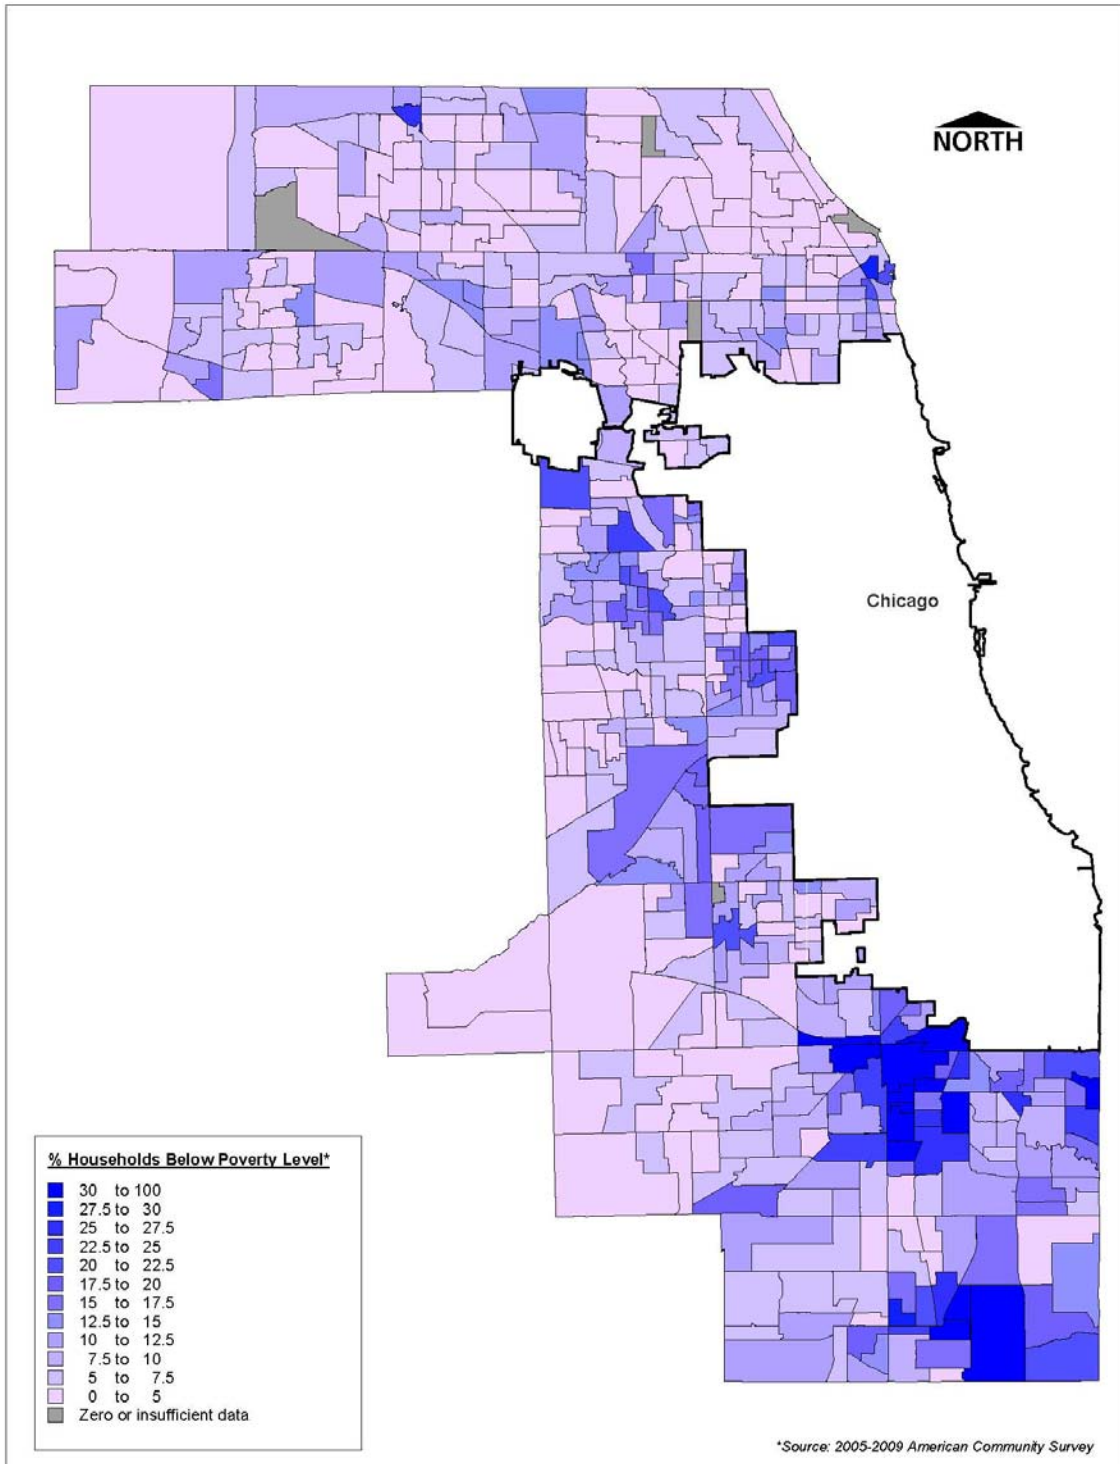 NORTH
Chicago
% Households Below Poverty Level*
30 to 100
27.5 to 30
25 to 27.5
22.5 to 25
20 to 22.5
17.5 to 20
15 to 17.5
12.5 to 15
10 to 12.5
7.5 to 10
5 to 7.5
0 to 5
Zero or insufficient data
*Source: 2005-2009 American Community Survey